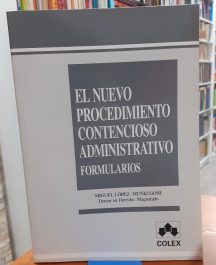 EL NUEVO
PROCEDIMIENTO
CONTENCIOSO
ADMINISTRATIVO
FORMULARIOS
MIGUEL LÓPEZ- MUÑIZ GOÑI
Doctor en Derecho. Magistrado
COLEX